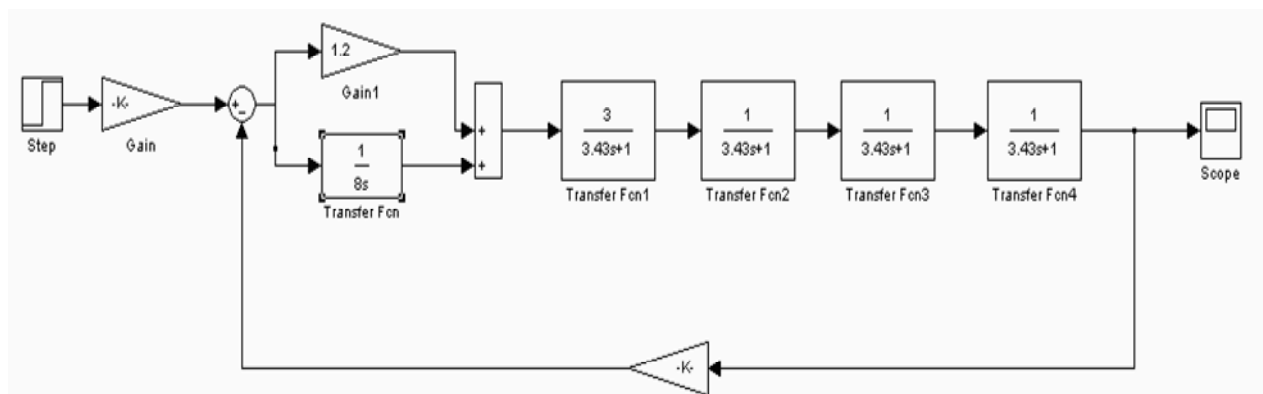 Step
-K-
Gain
+
-
1.2
Gain1
1
8s
Transfer Fcn
+
+
3
3.43s+1
Transfer Fcn1
1
3.43s+1
Transfer Fcn2
1
3.43s+1
Transfer Fcn3
1
3.43s+1
Transfer Fcn4
Scope
-K-